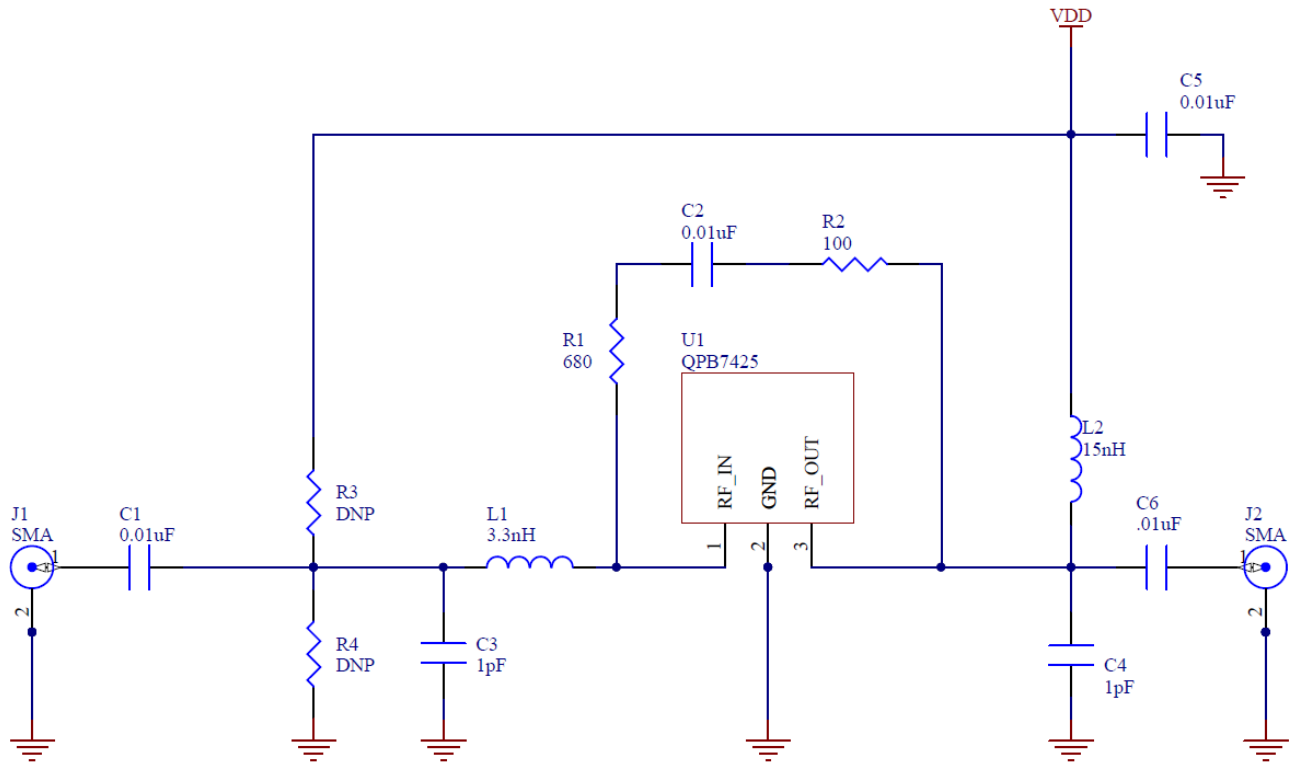 VDD
C5
0.01uF
C2
0.01uF
R2
100
R1
680
U1
QPB7425
RF_IN
GND
RF_OUT
1
2
3
L2
15nH
R3
DNP
L1
3.3nH
J1
SMA
1
2
C1
0.01uF
C6
.01uF
J2
SMA
1
2
R4
DNP
C3
1pF
C4
1pF